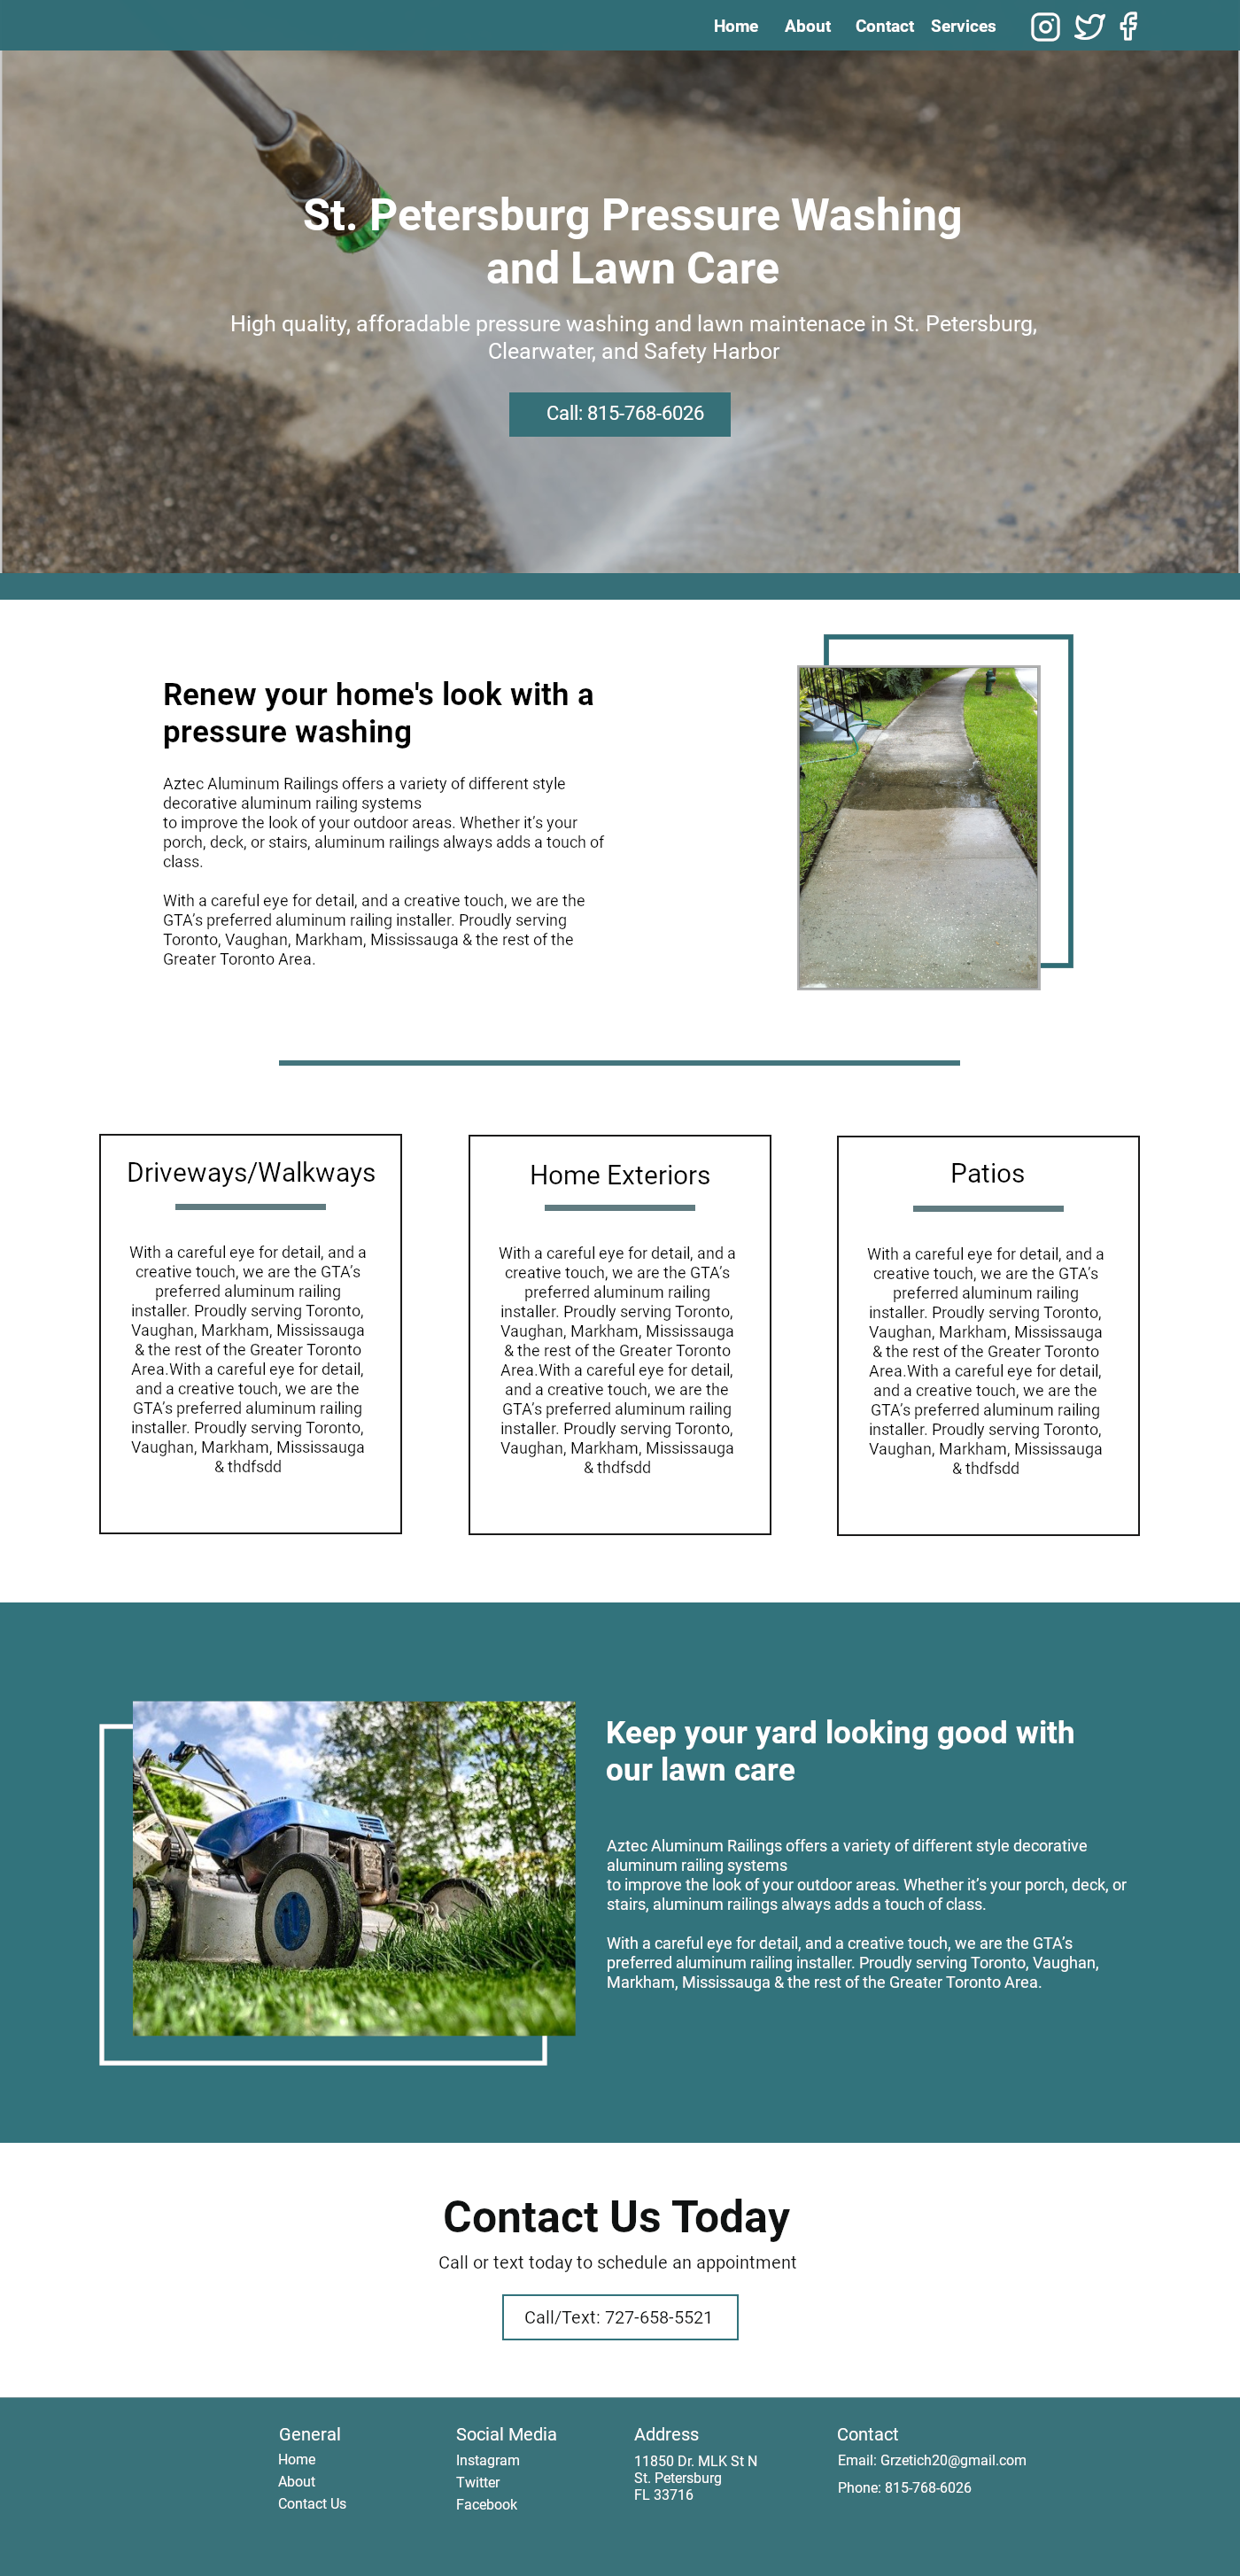 Home About Contact Services
St. Petersburg Pressure Washing
and Lawn Care
High quality, afforadable pressure washing and lawn maintenace in St. Petersburg,
Clearwater, and Safety Harbor
Call: 815-768-6026
Renew your home's look with a
pressure washing
Aztec Aluminum Railings offers a variety of different style
decorative aluminum railing systems
to improve the look of your outdoor areas. Whether it’s your
porch, deck, or stairs, aluminum railings always adds a touch of
class.
With a careful eye for detail, and a creative touch, we are the
GTA’s preferred aluminum railing installer. Proudly serving
Toronto, Vaughan, Markham, Mississauga & the rest of the
Greater Toronto Area.
Driveways/Walkways
With a careful eye for detail, and a
creative touch, we are the GTA’s
preferred aluminum railing
installer. Proudly serving Toronto,
Vaughan, Markham, Mississauga
& the rest of the Greater Toronto
Area.With a careful eye for detail,
and a creative touch, we are the
GTA’s preferred aluminum railing
installer. Proudly serving Toronto,
Vaughan, Markham, Mississauga
& thdfsdd
Home Exteriors
With a careful eye for detail, and a
creative touch, we are the GTA’s
preferred aluminum railing
installer. Proudly serving Toronto,
Vaughan, Markham, Mississauga
& the rest of the Greater Toronto
Area.With a careful eye for detail,
and a creative touch, we are the
GTA’s preferred aluminum railing
installer. Proudly serving Toronto,
Vaughan, Markham, Mississauga
& thdfsdd
Patios
With a careful eye for detail, and a
creative touch, we are the GTA’s
preferred aluminum railing
installer. Proudly serving Toronto,
Vaughan, Markham, Mississauga
& the rest of the Greater Toronto
Area.With a careful eye for detail,
and a creative touch, we are the
GTA’s preferred aluminum railing
installer. Proudly serving Toronto,
Vaughan, Markham, Mississauga
& thdfsdd
Keep your yard looking good with
our lawn care
Aztec Aluminum Railings offers a variety of different style decorative
aluminum railing systems
to improve the look of your outdoor areas. Whether it’s your porch, deck, or
stairs, aluminum railings always adds a touch of class.
With a careful eye for detail, and a creative touch, we are the GTA’s
preferred aluminum railing installer. Proudly serving Toronto, Vaughan,
Markham, Mississauga & the rest of the Greater Toronto Area.
Contact Us Today
Call or text today to schedule an appointment
Call/Text: 727-658-5521
General
Home
About
Contact Us
Social Media
Instagram
Twitter
Facebook
Address
11850 Dr. MLK St N
St. Petersburg
FL 33716
Contact
Email: Grzetich20@gmail.com
Phone: 815-768-6026